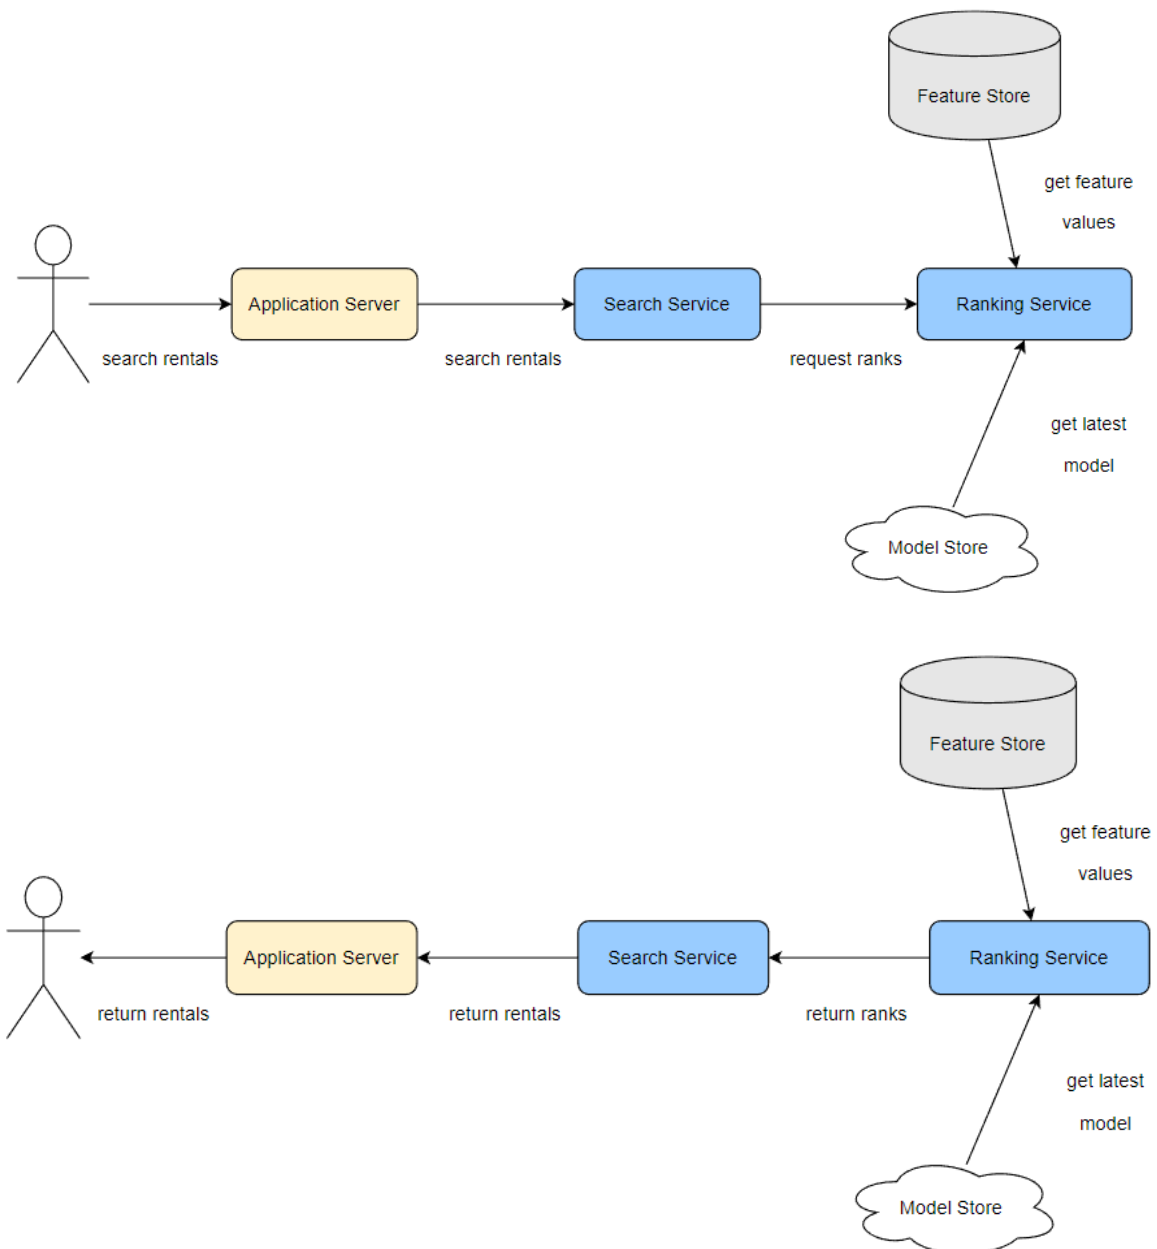 Feature Store
get feature
values
Application Server
Search Service
Ranking Service
search rentals
search rentals
request ranks
get latest
model
Model Store
Feature Store
get feature
values
Application Server
Search Service
Ranking Service
return rentals
return rentals
return ranks
get latest
model
Model Store